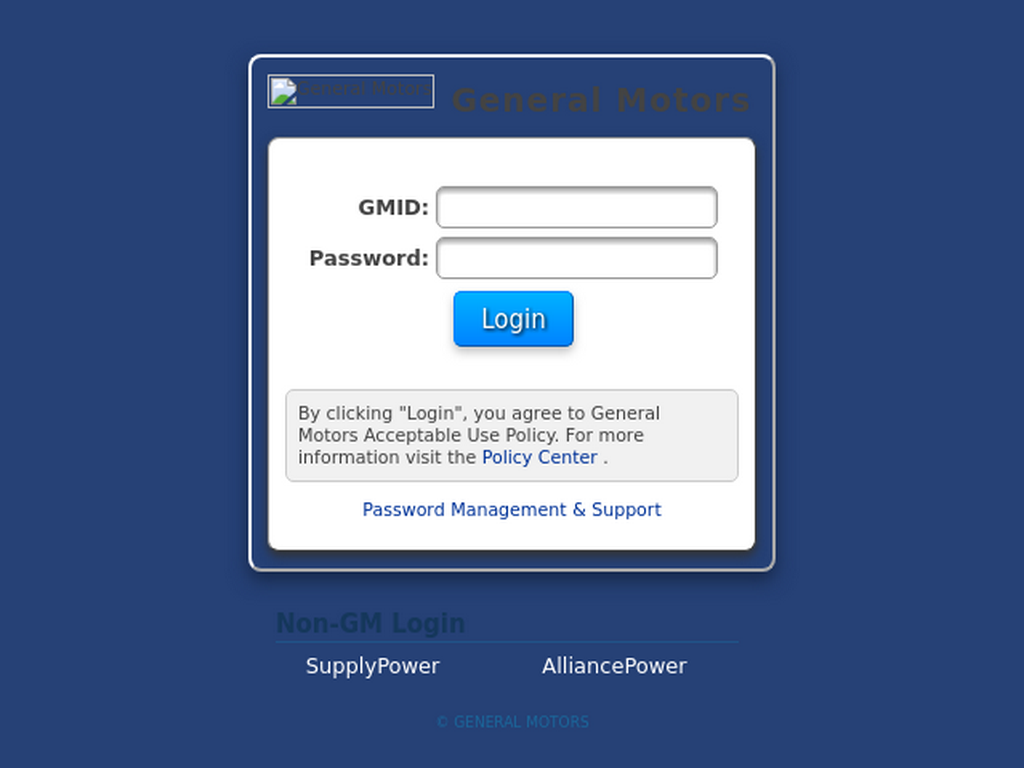 General Motors
General Motors
GMID:
Password:
Login
By clicking "Login", you agree to General
Motors Acceptable Use Policy. For more
information visit the Policy Center .
Password Management & Support
Non-GM Login
SupplyPower AlliancePower
© GENERAL MOTORS